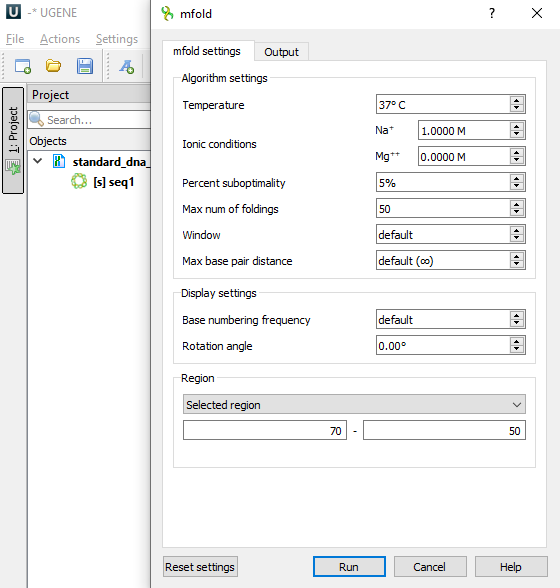 -* UGENE
File Actions Settings
1: Project
Project
Search...
Objects
standard_dna_
[s] seq1
mfold
?
mfold settings Output
Algorithm settings
Temperature 37° C
Ionic conditions
Na⁺ 1.0000 M
Mg⁺⁺ 0.0000 M
Percent suboptimality 5%
Max num of foldings 50
Window default
Max base pair distance default (∞)
Display settings
Base numbering frequency default
Rotation angle 0.00°
Region
Selected region
70 - 50
Reset settings Run Cancel Help